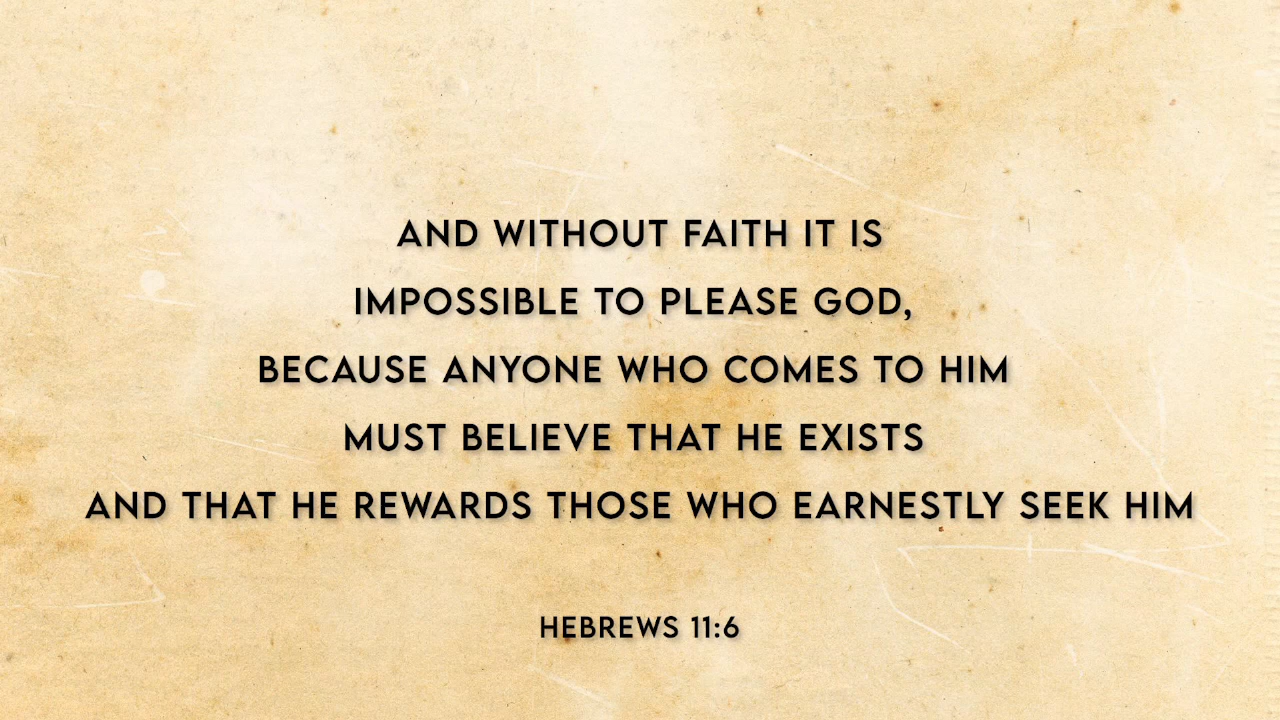 AND WITHOUT FAITH IT IS
IMPOSSIBLE TO PLEASE GOD,
BECAUSE ANYONE WHO COMES TO HIM
MUST BELIEVE THAT HE EXISTS
AND THAT HE REWARDS THOSE WHO EARNESTLY SEEK HIM
HEBREWS 11:6